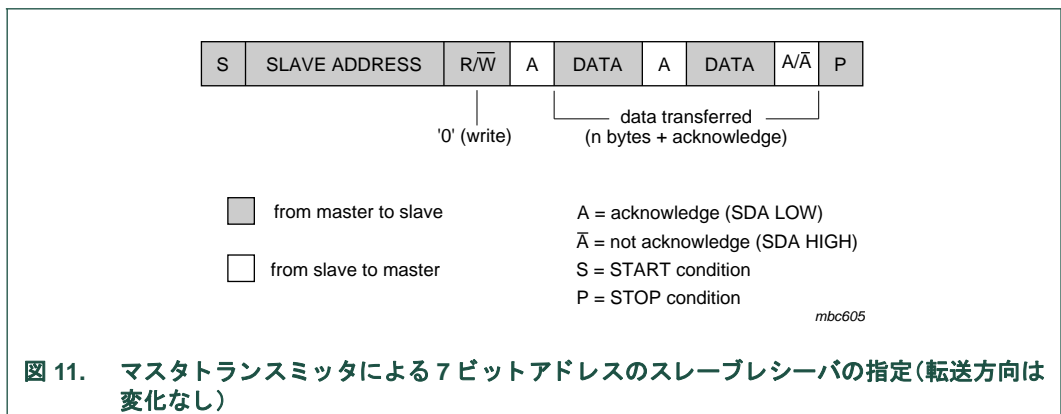 S SLAVE ADDRESS R/W̅ A DATA A DATA A/A̅ P
data transferred
'0' (write) (n bytes + acknowledge)
from master to slave
from slave to master
A = acknowledge (SDA LOW)
A̅ = not acknowledge (SDA HIGH)
S = START condition
P = STOP condition
mbc605
図 11. マスタトランスミッタによる 7 ビットアドレスのスレーブレシーバの指定(転送方向は
変化なし)